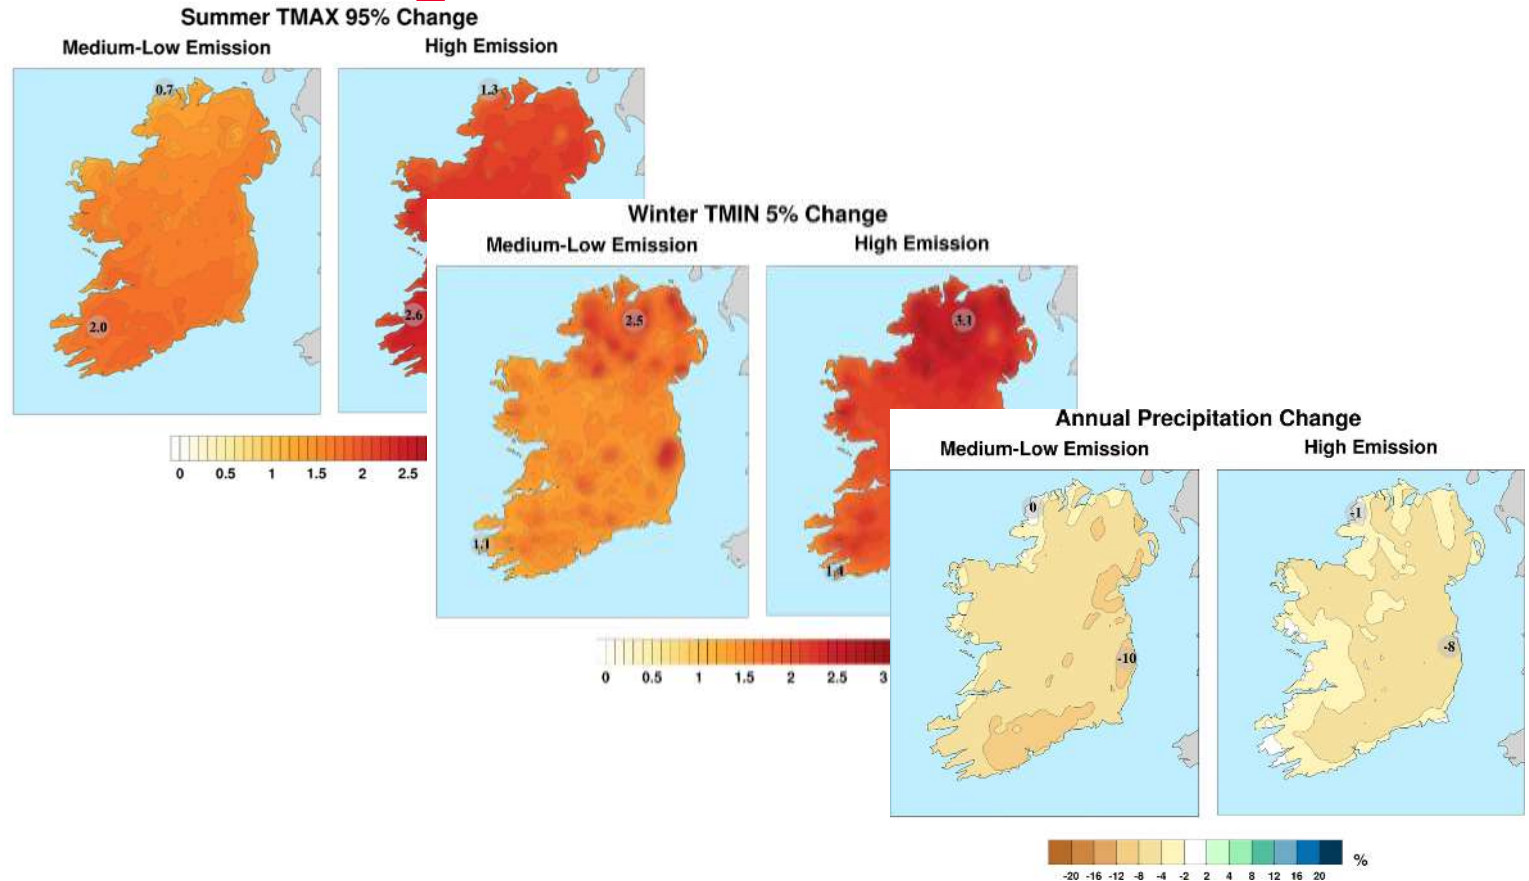 Summer TMAX 95% Change
Medium-Low Emission
High Emission
0.7
1.3
2.0
2.6
0 0.5 1 1.5 2 2.5
Winter TMIN 5% Change
Medium-Low Emission
High Emission
2.5
3.1
1.1
1.4
0 0.5 1 1.5 2 2.5 3
Annual Precipitation Change
Medium-Low Emission
High Emission
0
-1
-10
-8
-20 -16 -12 -8 -4 -2 2 4 8 12 16 20
%